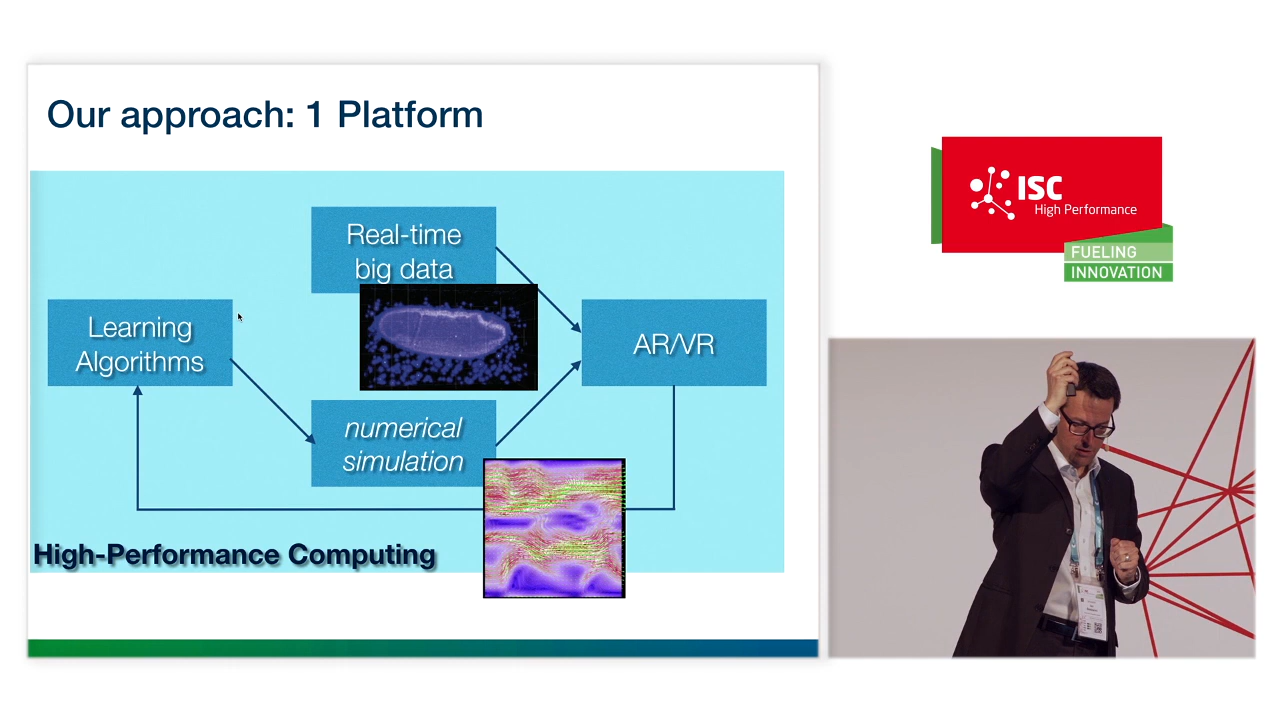 Our approach: 1 Platform
Real-time
big data
Learning
Algorithms
AR/VR
numerical
simulation
High-Performance Computing
ISC
High Performance
FUELING
INNOVATION